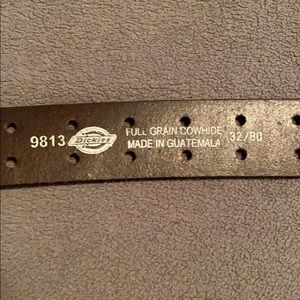 9813 Dickies FULL GRAIN COWHIDE 32/80
MADE IN GUATEMALA